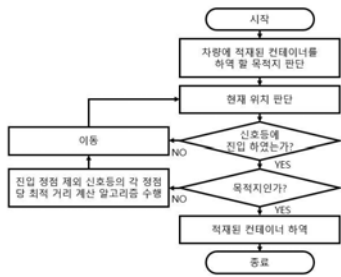 시작
차량에 적재된 컨테이너를
하역 할 목적지 판단
현재 위치 판단
이동
신호등에
진입 하였는가?
NO
YES
진입 정점 제외 신호등의 각 정점
당 최적 거리 계산 알고리즘 수행
목적지인가?
NO
YES
적재된 컨테이너 하역
종료